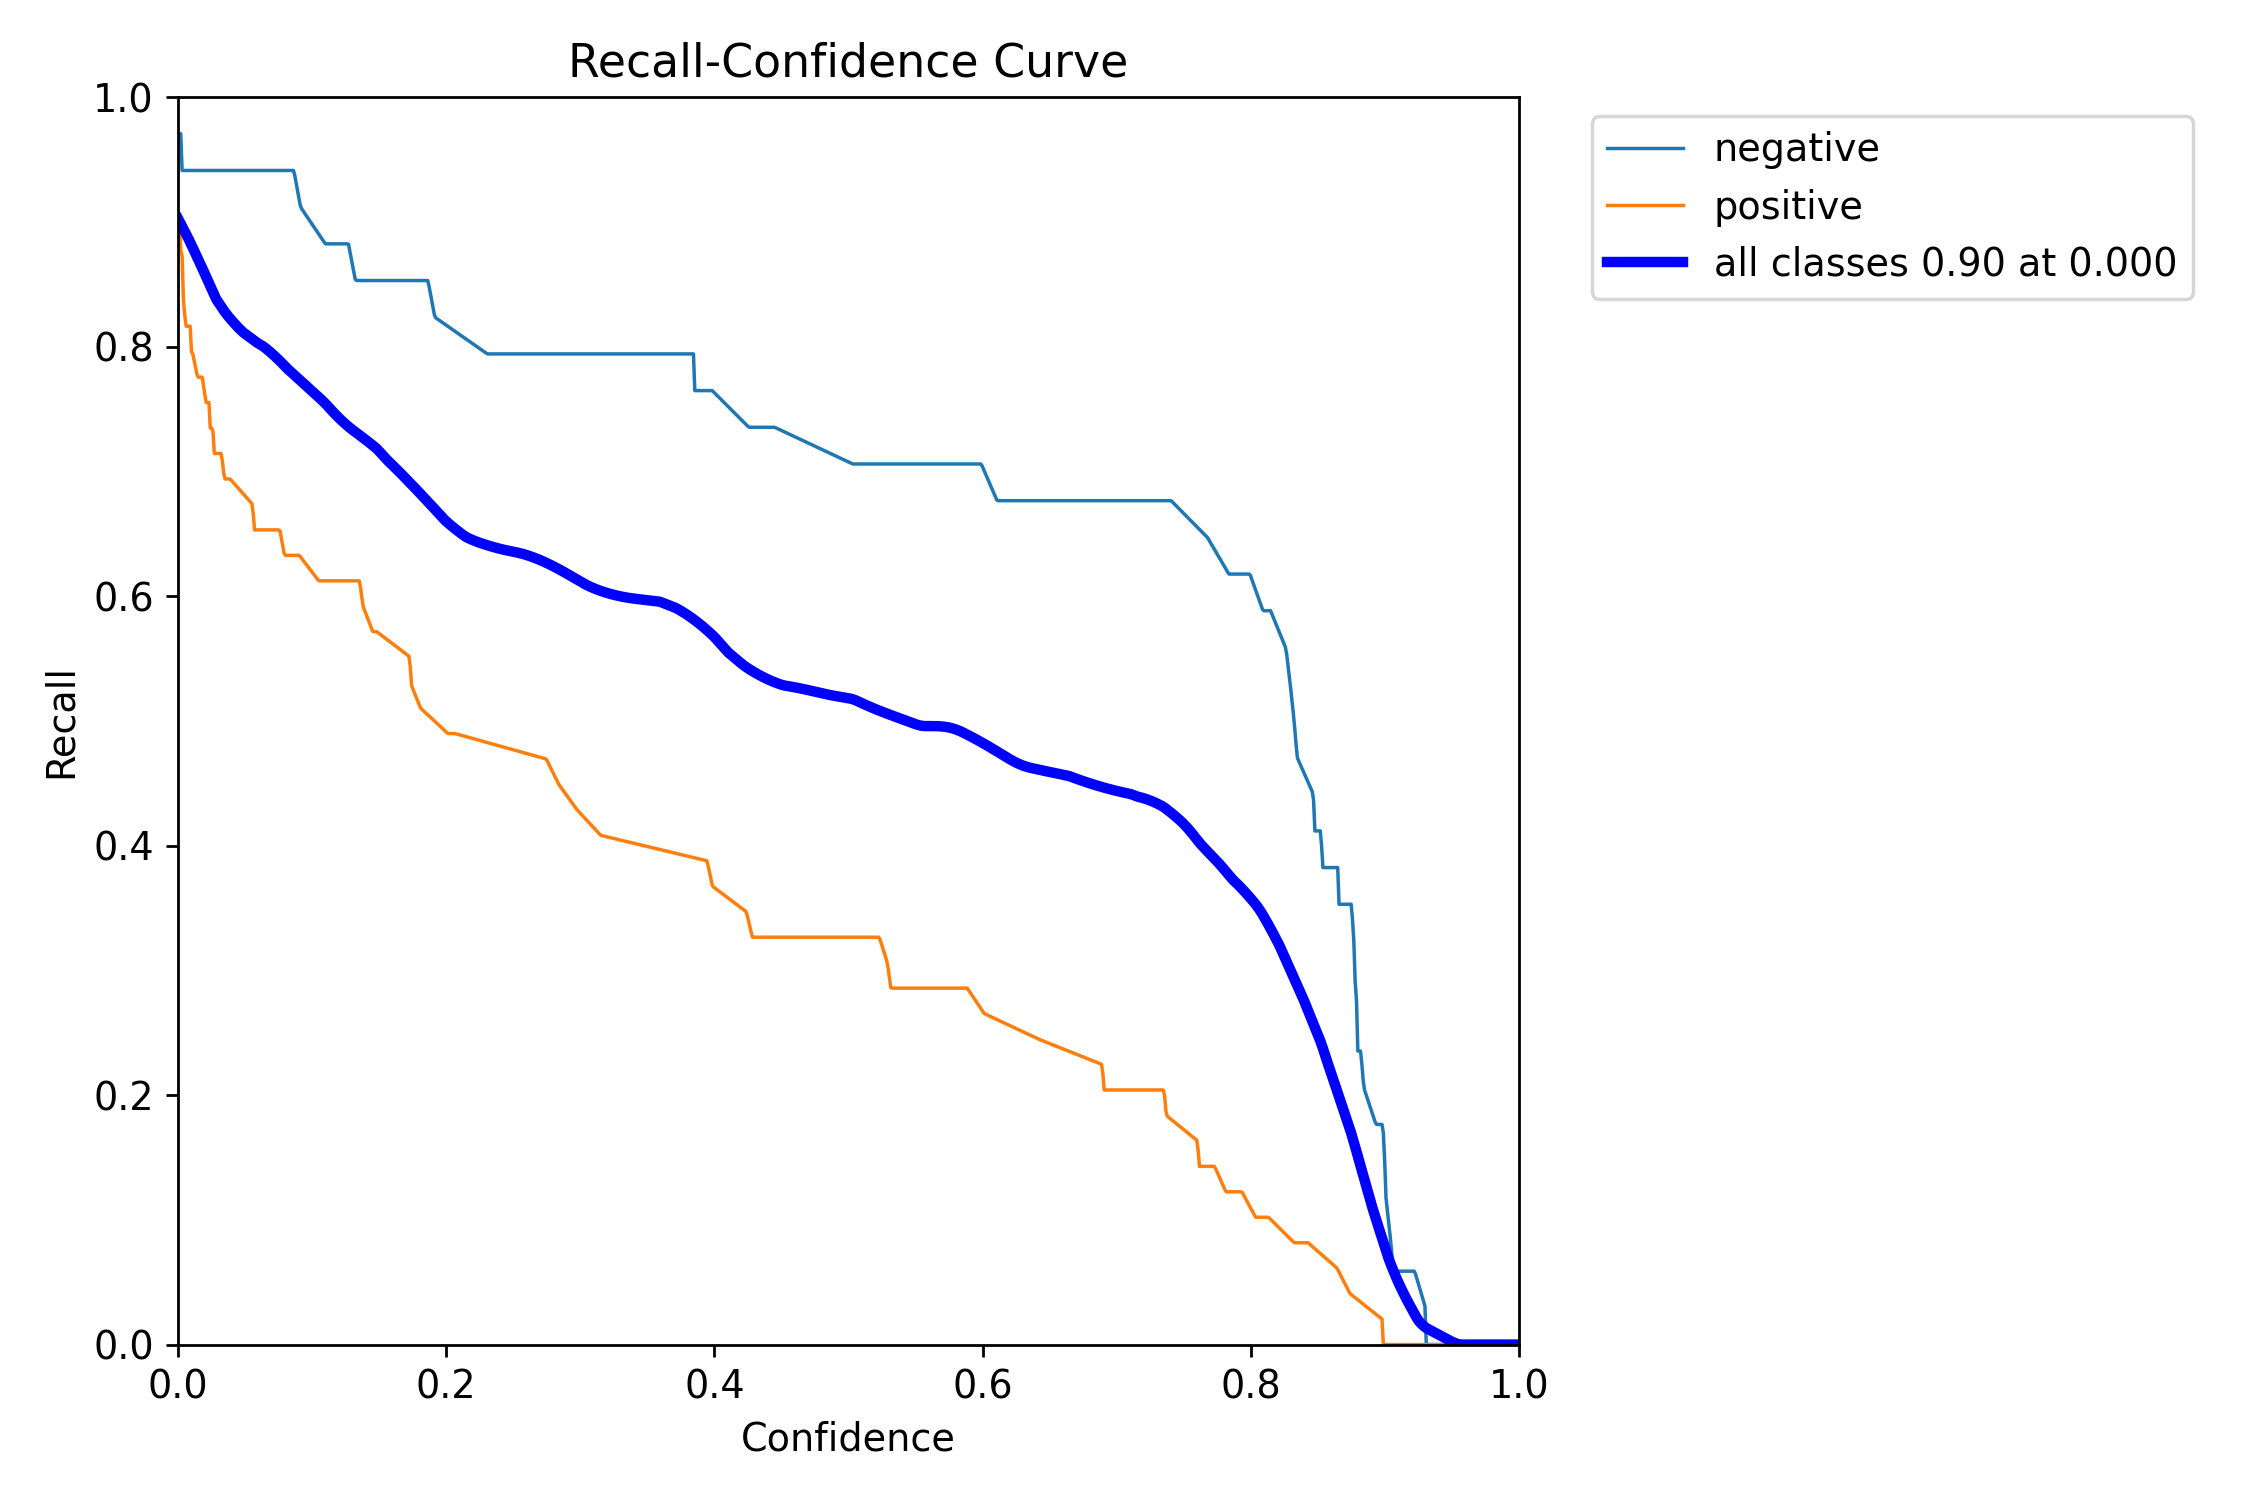 Recall-Confidence Curve
1.0
0.8
0.6
0.4
0.2
0.0
Recall
0.0 0.2 0.4 0.6 0.8 1.0
Confidence
negative
positive
all classes 0.90 at 0.000